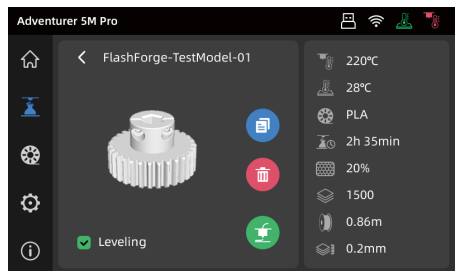 Adventurer 5M Pro
FlashForge-TestModel-01
220℃
28℃
PLA
2h 35min
20%
1500
0.86m
0.2mm
Leveling